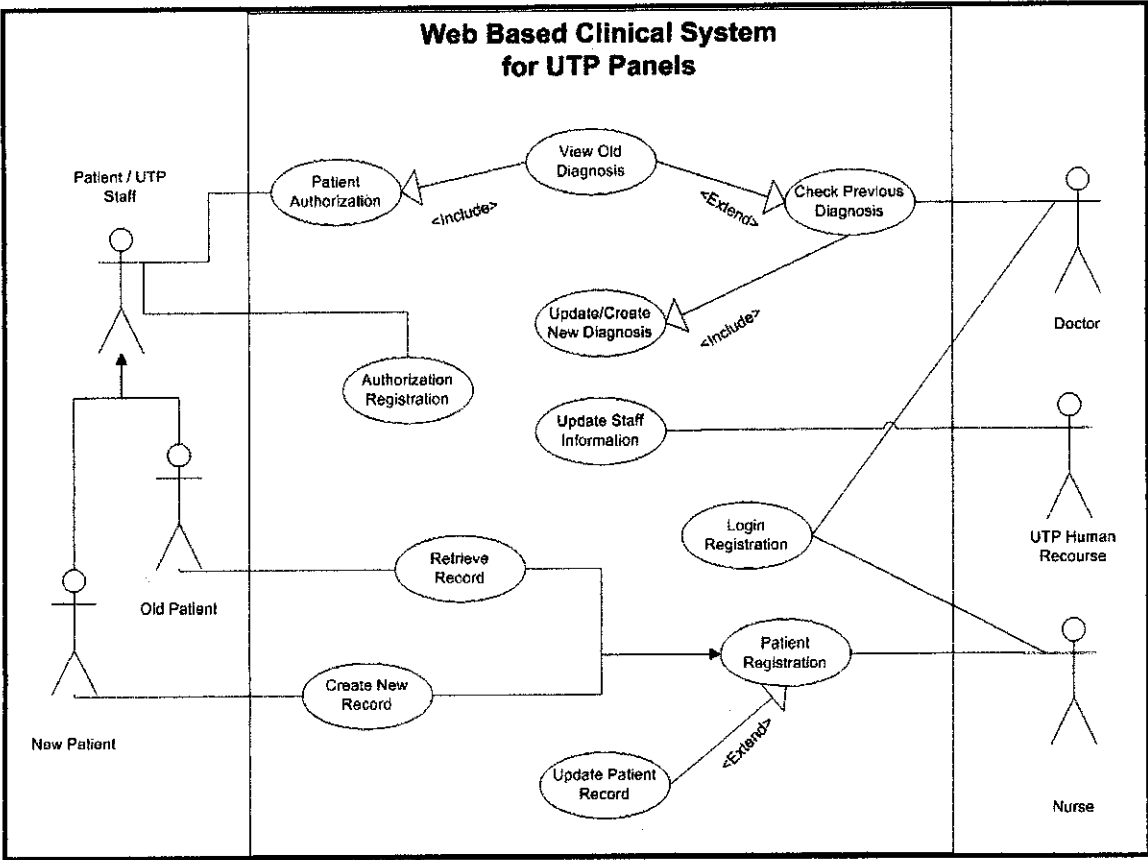 Web Based Clinical System
for UTP Panels
Patient / UTP
Staff
Patient
Authorization
<Include>
View Old
Diagnosis
<Extend>
Check Previous
Diagnosis
Update/Create
New Diagnosis
<Include>
Doctor
Authorization
Registration
Update Staff
Information
Login
Registration
UTP Human
Recourse
Retrieve
Record
Old Patient
Patient
Registration
Create New
Record
New Patient
<Extend>
Update Patient
Record
Nurse